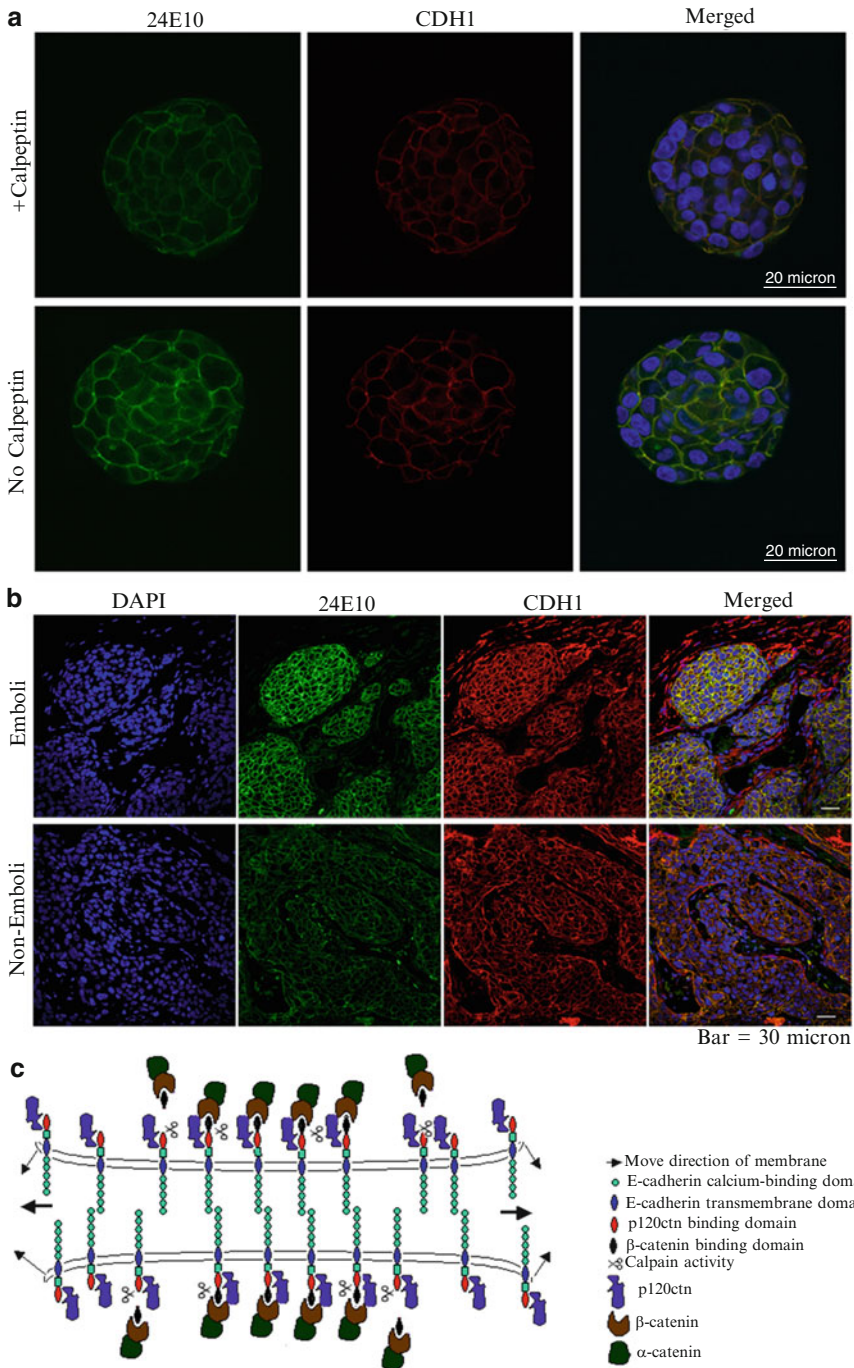 a
24E10 CDH1 Merged
+Calpeptin
20 micron
No Calpeptin
20 micron
b
DAPI 24E10 CDH1 Merged
Emboli
Non-Emboli
Bar = 30 micron
c
Move direction of membrane
E-cadherin calcium-binding doma
E-cadherin transmembrane doma
p120ctn binding domain
β-catenin binding domain
Calpain activity
p120ctn
β-catenin
α-catenin